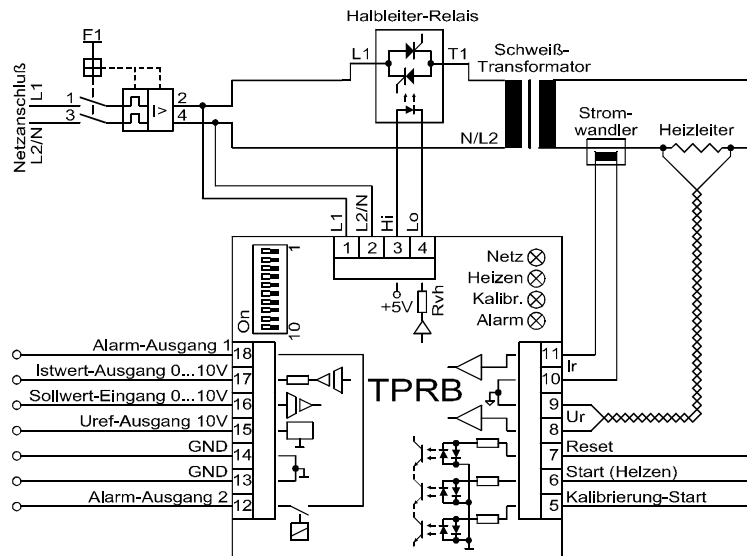 Halbleiter-Relais
F1
L1
T1
Schweiß-
Transformator
Netzanschluß
L1
L2/N
1
3
I>
2
4
N/L2
Strom-
wandler
Heizleiter
L1
L2/N
Hi
Lo
1
2
3
4
+5V
Rvh
On
1
10
Netz
Heizen
Kalibr.
Alarm
TPRB
Alarm-Ausgang 1
18
Istwert-Ausgang 0...10V
17
Sollwert-Eingang 0...10V
16
Uref-Ausgang 10V
15
GND
14
GND
13
Alarm-Ausgang 2
12
11
Ir
10
9
Ur
8
Reset
7
Start (Helzen)
6
Kalibrierung-Start
5